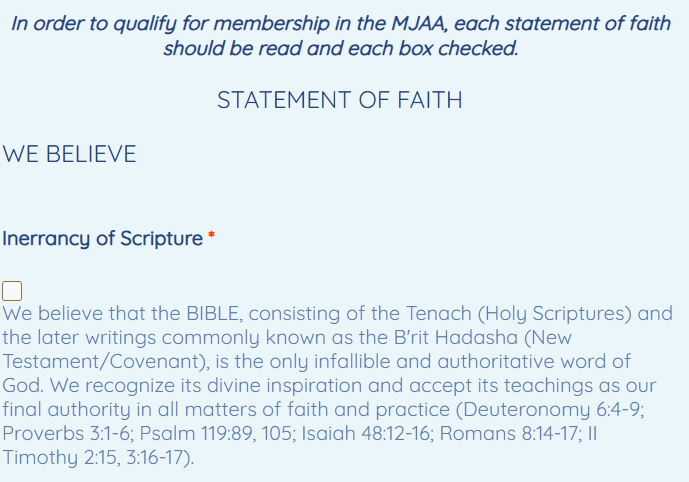 In order to qualify for membership in the MJAA, each statement of faith
should be read and each box checked.
STATEMENT OF FAITH
WE BELIEVE
Inerrancy of Scripture *
We believe that the BIBLE, consisting of the Tenach (Holy Scriptures) and
the later writings commonly known as the B'rit Hadasha (New
Testament/Covenant), is the only infallible and authoritative word of
God. We recognize its divine inspiration and accept its teachings as our
final authority in all matters of faith and practice (Deuteronomy 6:4-9;
Proverbs 3:1-6; Psalm 119:89, 105; Isaiah 48:12-16; Romans 8:14-17; II
Timothy 2:15, 3:16-17).